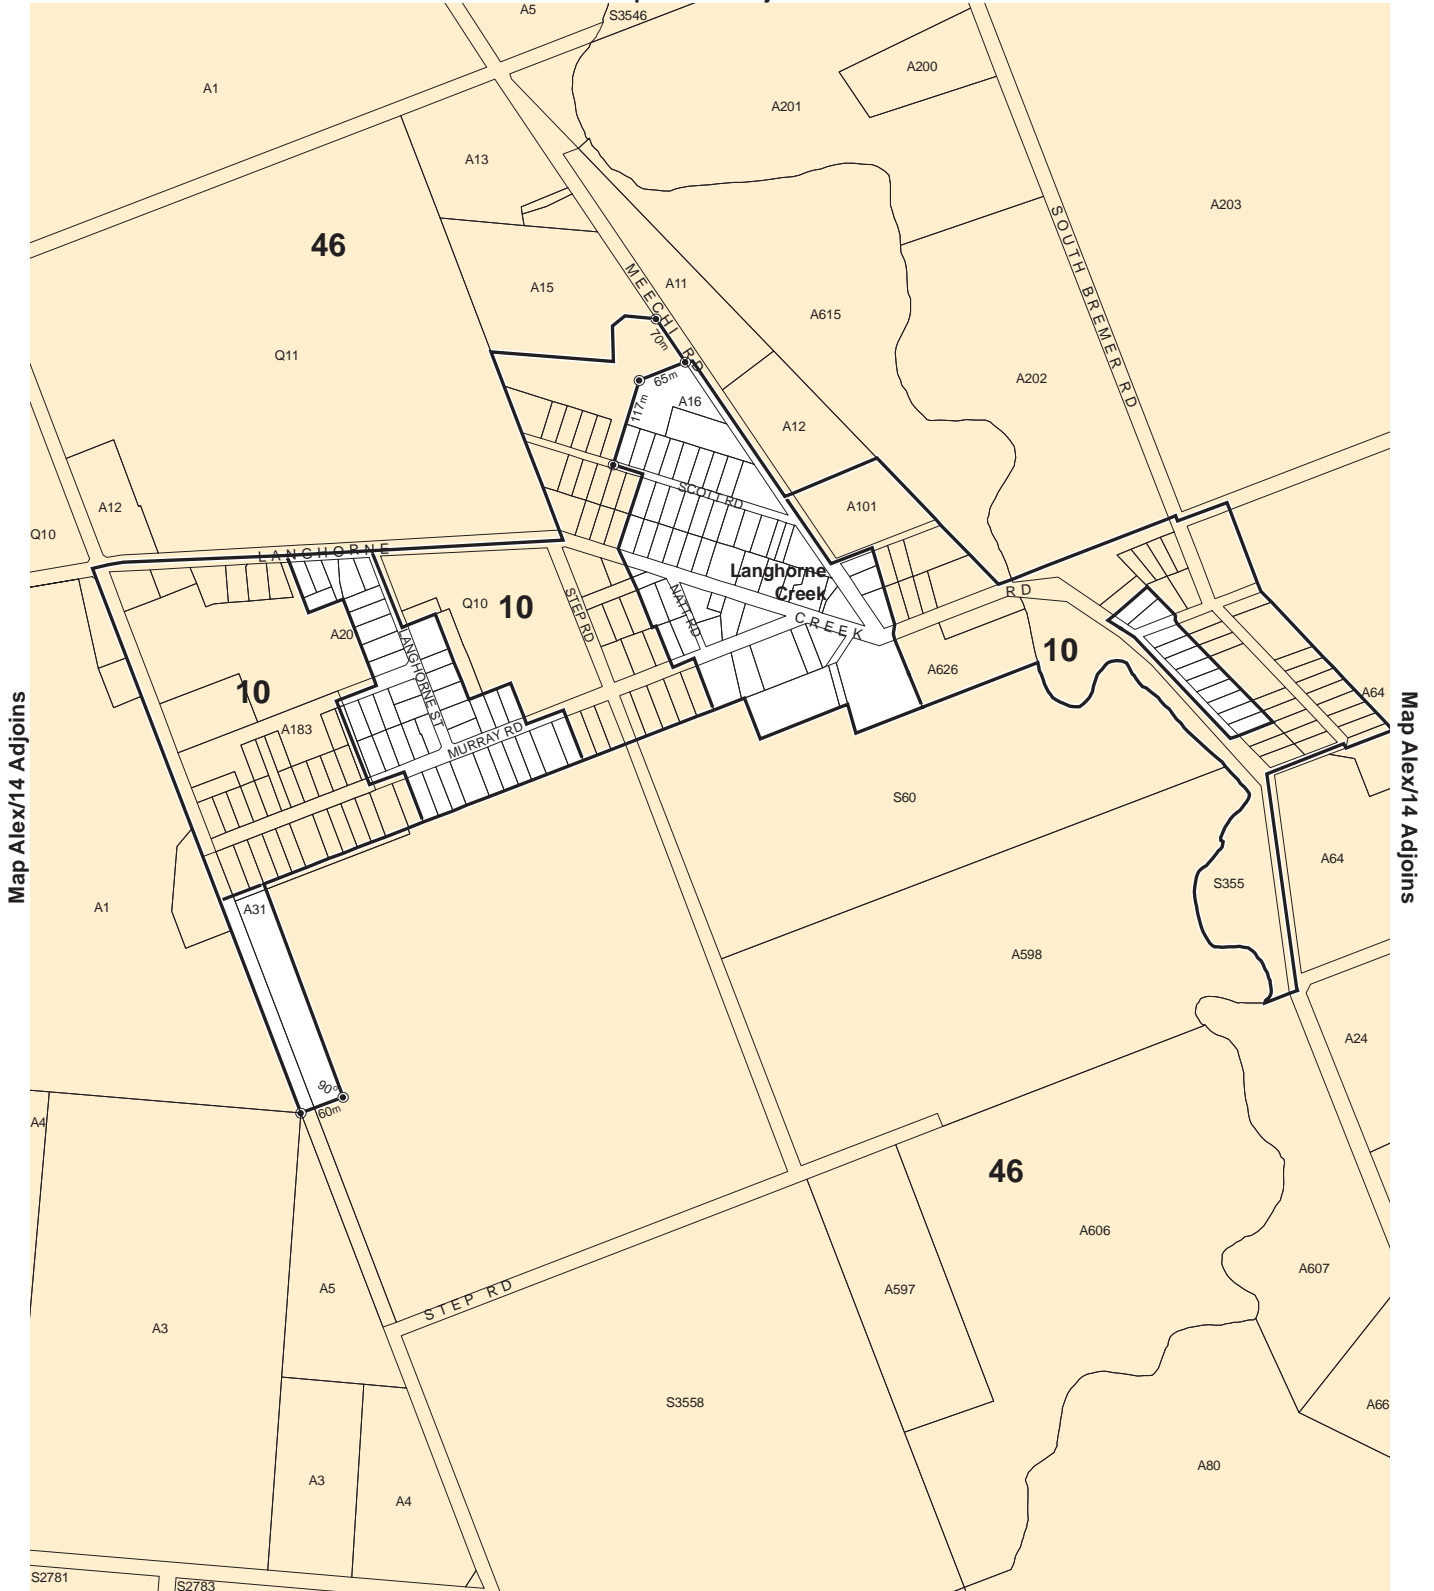 A5
S3546
A1
A200
A201
A13
A203
46
SOUTH BREMER RD
MEECHI RD
A11
A15
A615
70m
Q11
65m
A202
A16
117m
A12
SCOTT RD
A101
A12
Q10
LANGHORNE
Langhorne
Creek
RD
Q10
10
STEP RD
NATT RD
CREEK
A20
LANGHORNE ST
10
10
A626
A64
A183
MURRAY RD
Map Alex/14 Adjoins
Map Alex/14 Adjoins
S60
A64
S355
A1
A31
A598
A24
90°
60m
A4
46
A606
A607
A5
A597
STEP RD
A3
S3558
A66
A80
A3
A4
S2781
S2783